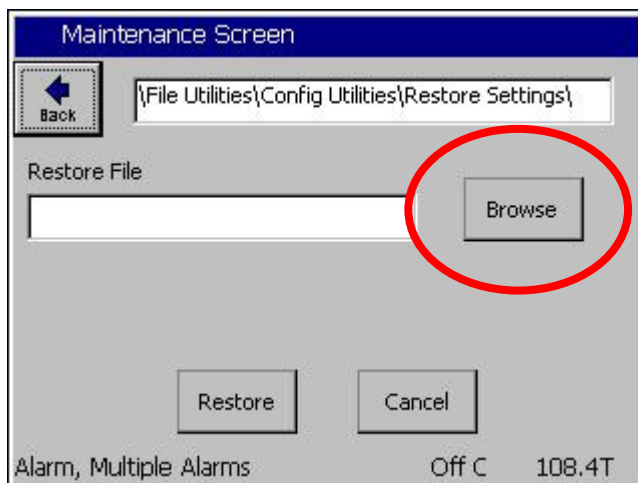 Maintenance Screen
Back
\File Utilities\Config Utilities\Restore Settings\
Restore File
Browse
Restore
Cancel
Alarm, Multiple Alarms Off C 108.4T